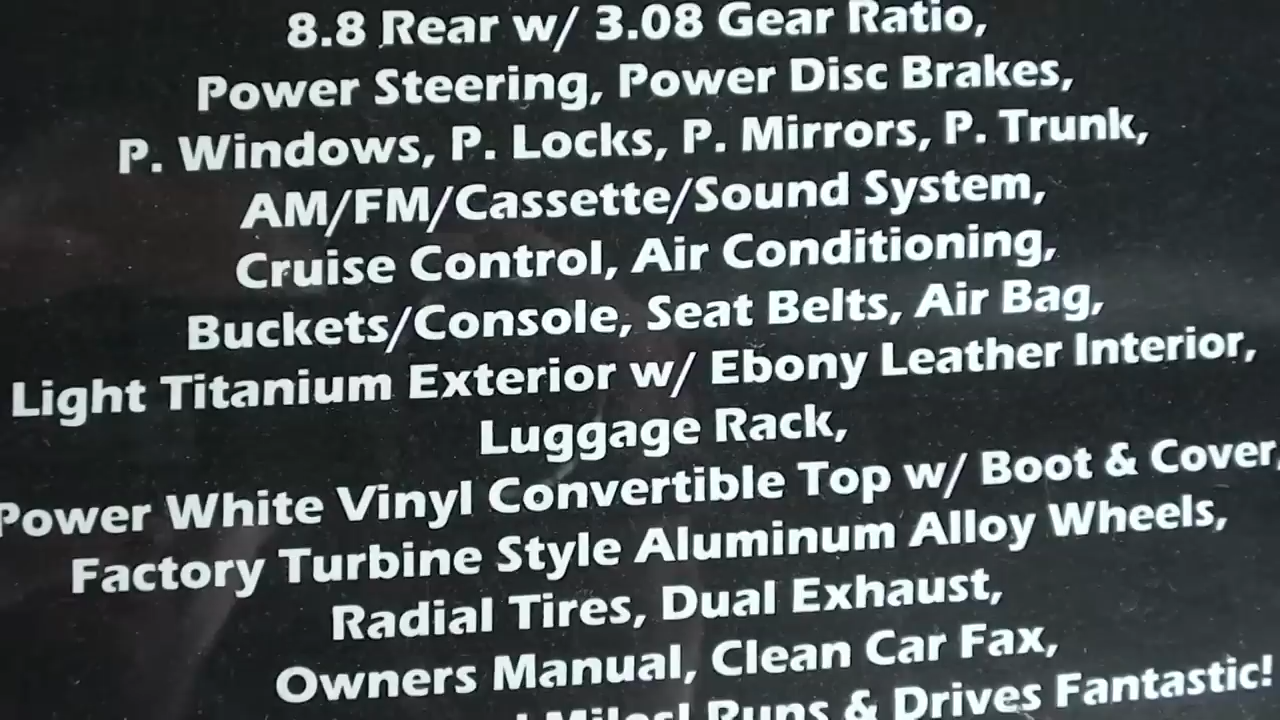 8.8 Rear w/ 3.08 Gear Ratio,
Power Steering, Power Disc Brakes,
P. Windows, P. Locks, P. Mirrors, P. Trunk,
AM/FM/Cassette/Sound System,
Cruise Control, Air Conditioning,
Buckets/Console, Seat Belts, Air Bag,
Light Titanium Exterior w/ Ebony Leather Interior,
Luggage Rack,
Power White Vinyl Convertible Top w/ Boot & Cover,
Factory Turbine Style Aluminum Alloy Wheels,
Radial Tires, Dual Exhaust,
Owners Manual, Clean Car Fax,
Miles! Runs & Drives Fantastic!